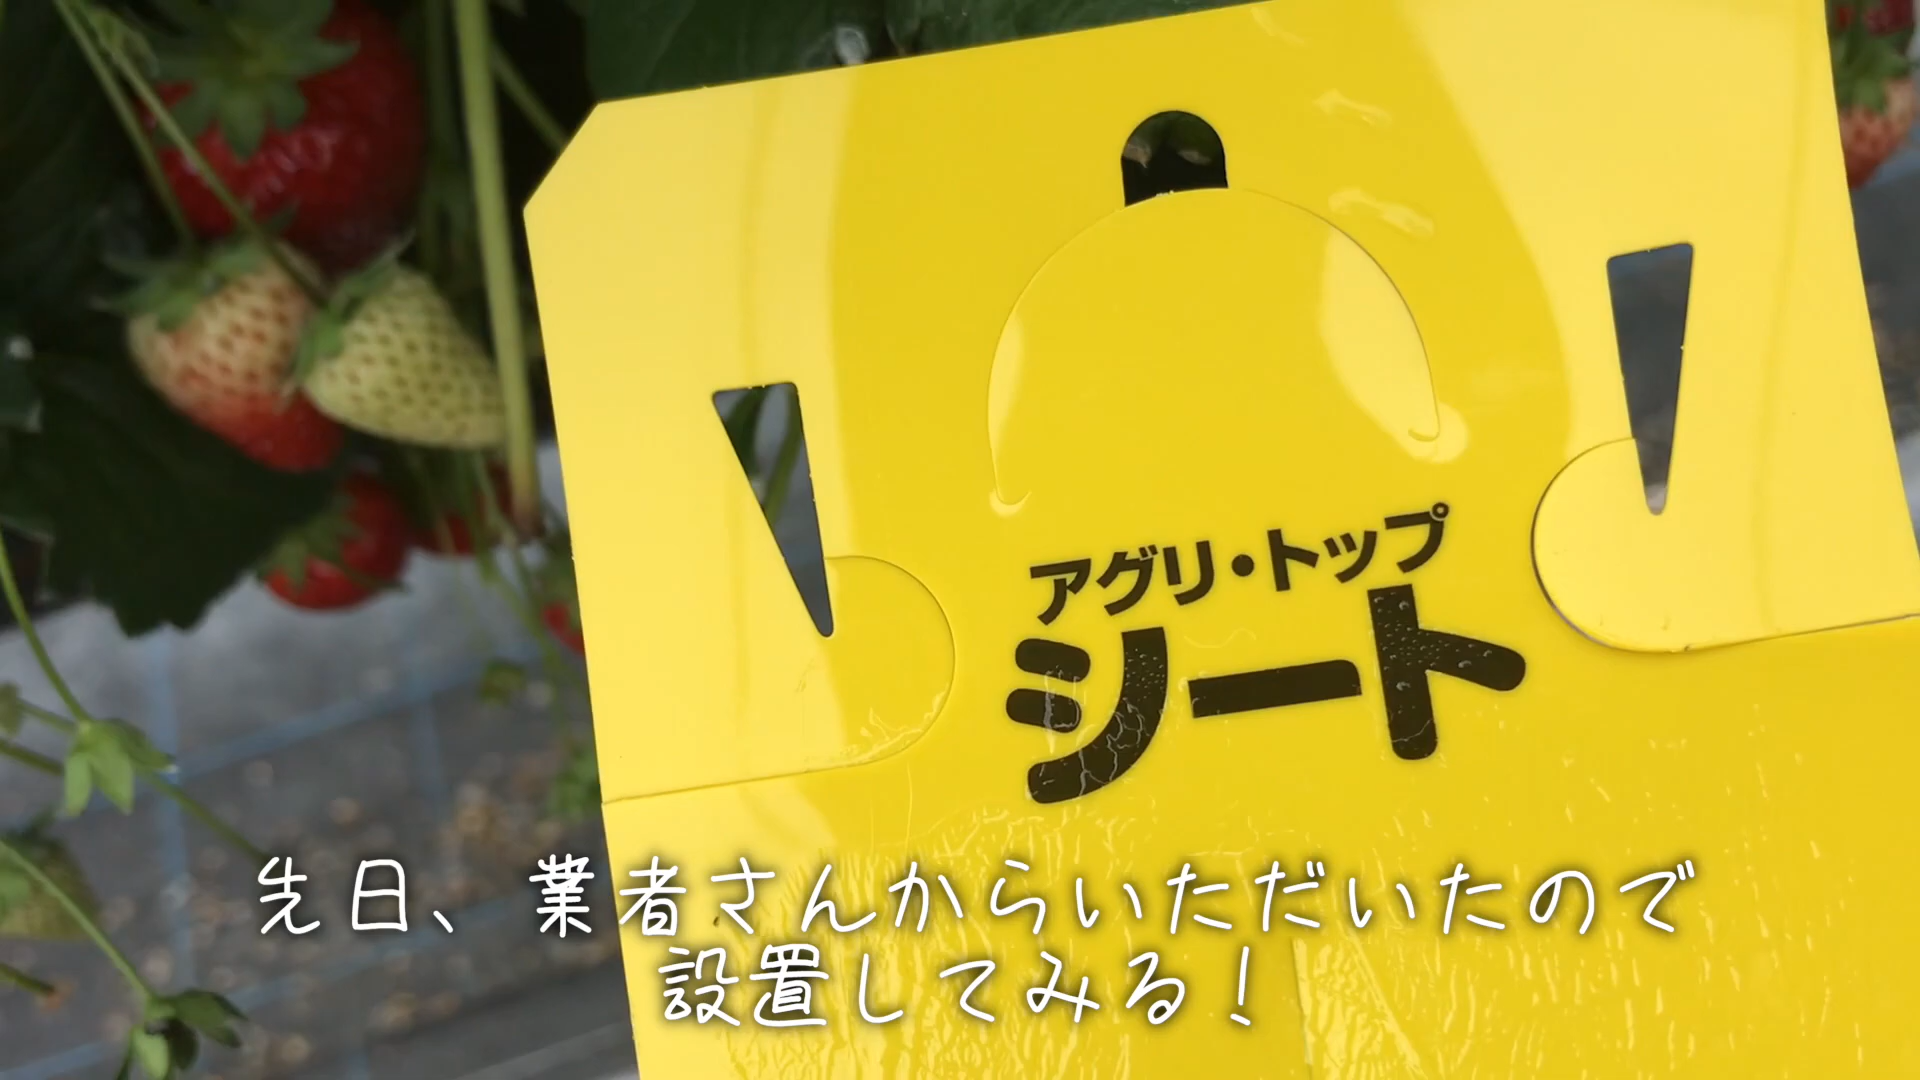 アグリ・トップ
シート
先日、業者さんからいただいたので
設置してみる！